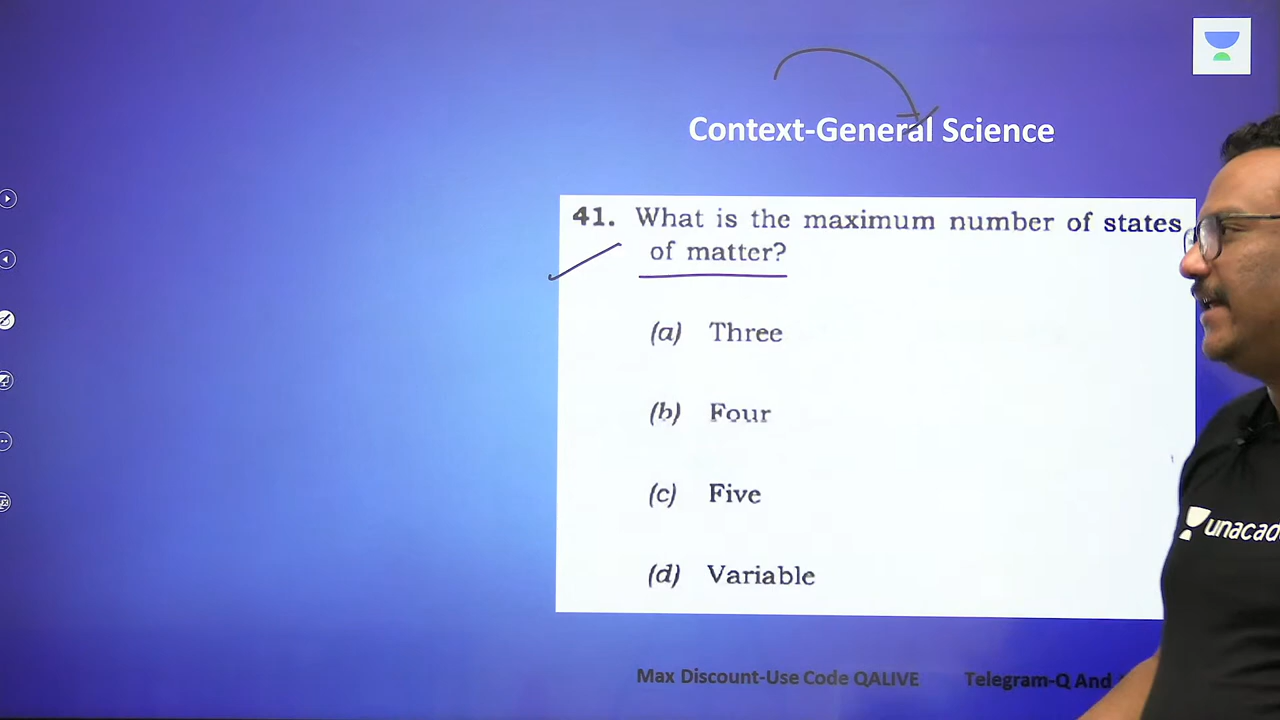 Context-General Science
41. What is the maximum number of states
of matter?
(a) Three
(b) Four
(c) Five
(d) Variable
unacad
Max Discount-Use Code QALIVE Telegram-Q And